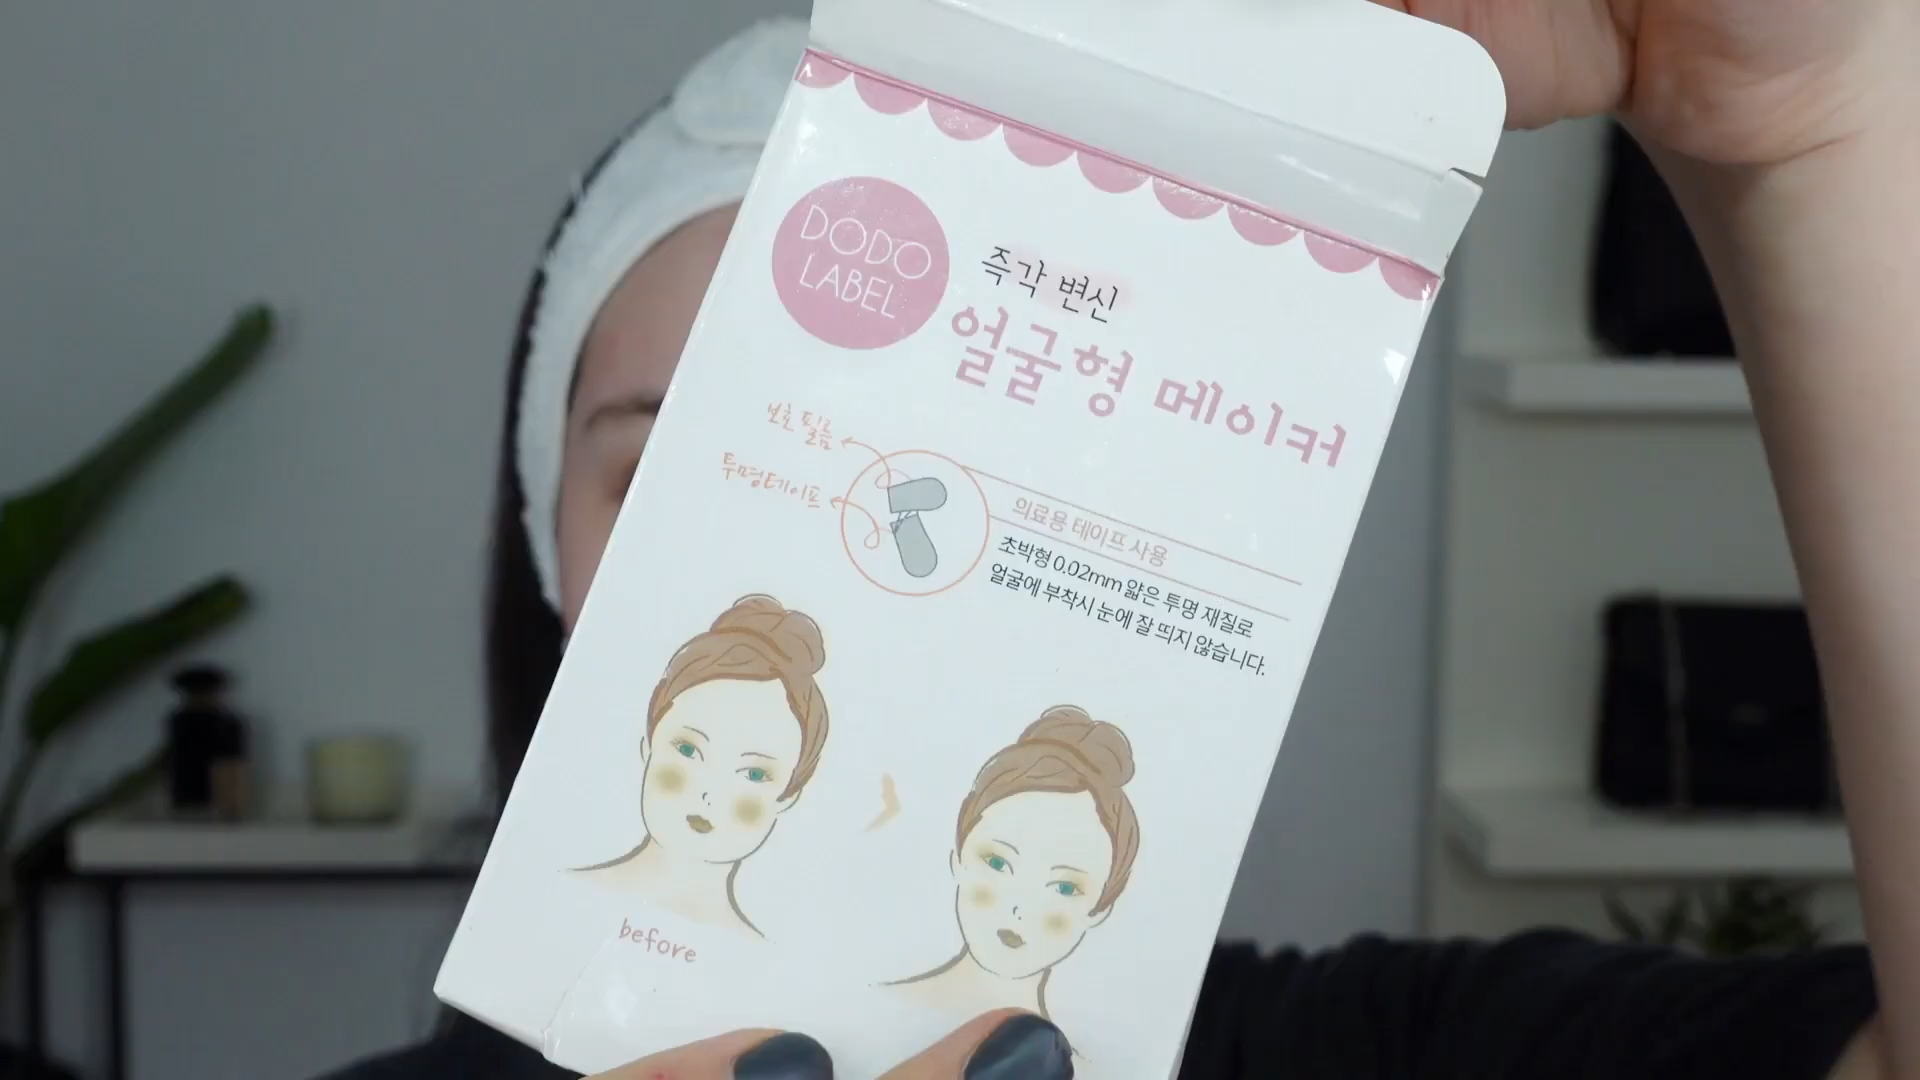 DODO
LABEL
즉각 변신
얼굴형 메이커
보호 필름
투명테이프
의료용 테이프 사용
초박형 0.02mm 얇은 투명 재질로
얼굴에 부착시 눈에 잘 띄지 않습니다.
before